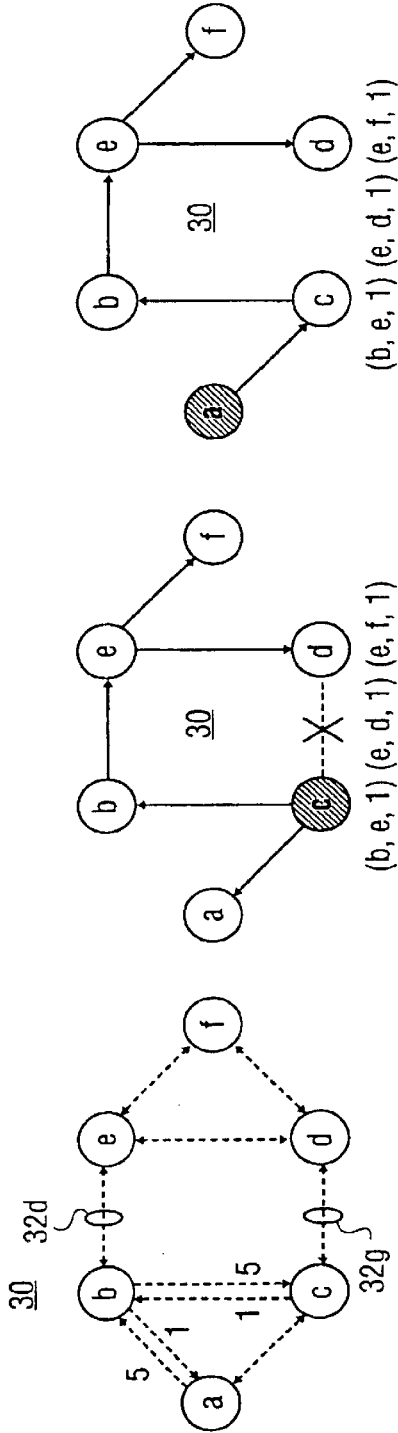 30
32d
b
e
5
1
a
f
1
5
c
d
32g
b
e
a
30
f
c
d
(b, e, 1) (e, d, 1) (e, f, 1)
b
e
a
30
f
c
d
(b, e, 1) (e, d, 1) (e, f, 1)